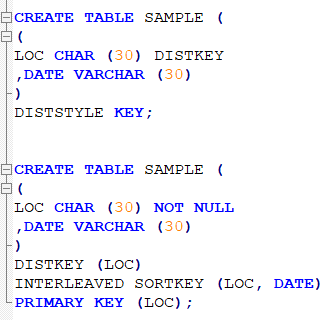 CREATE TABLE SAMPLE (
(
LOC CHAR (30) DISTKEY
,DATE VARCHAR (30)
)
DISTSTYLE KEY;
CREATE TABLE SAMPLE (
(
LOC CHAR (30) NOT NULL
,DATE VARCHAR (30)
)
DISTKEY (LOC)
INTERLEAVED SORTKEY (LOC, DATE)
PRIMARY KEY (LOC);